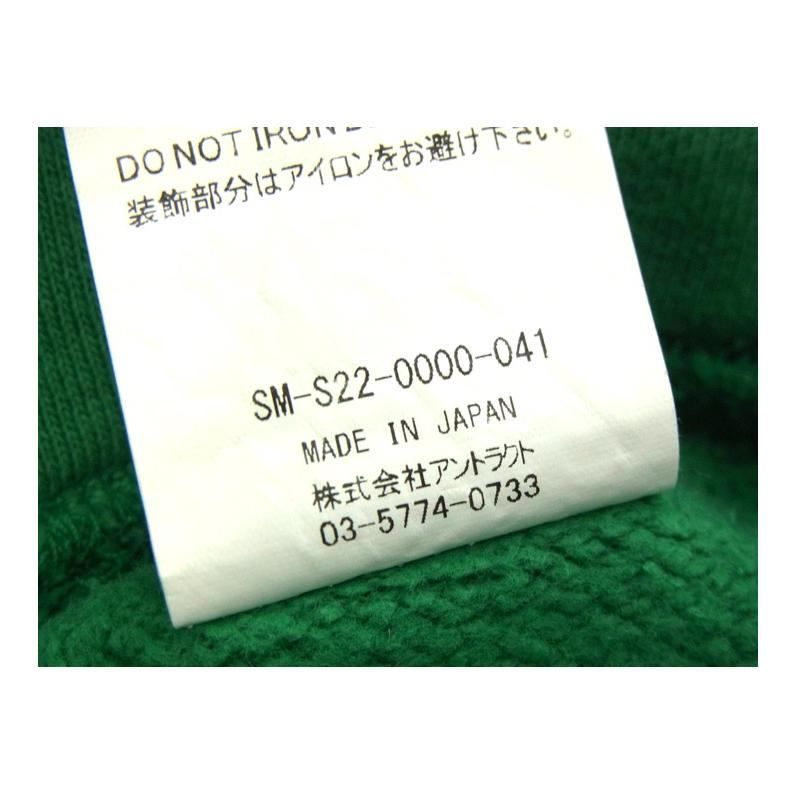 DO NOT IRON
装飾部分はアイロンをお避け下さい。
SM-S22-0000-041
MADE IN JAPAN
株式会社アントラクト
03-5774-0733